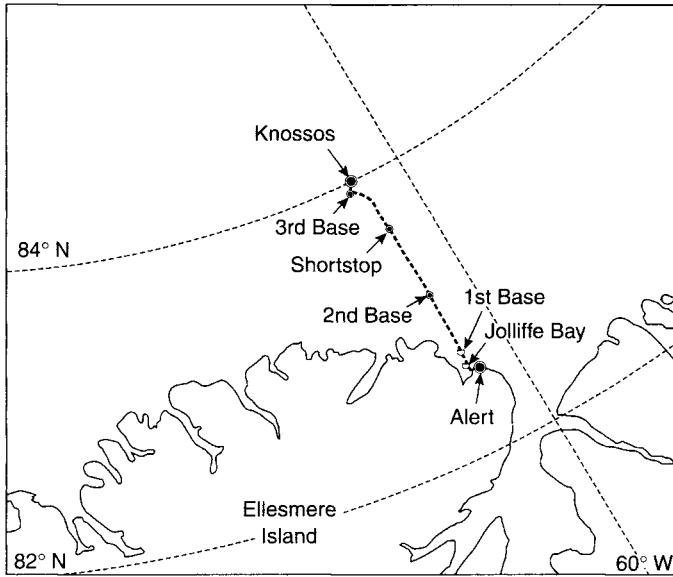 Knossos
3rd Base
84° N
Shortstop
2nd Base
1st Base
Jolliffe Bay
Alert
Ellesmere
Island
82° N
60° W